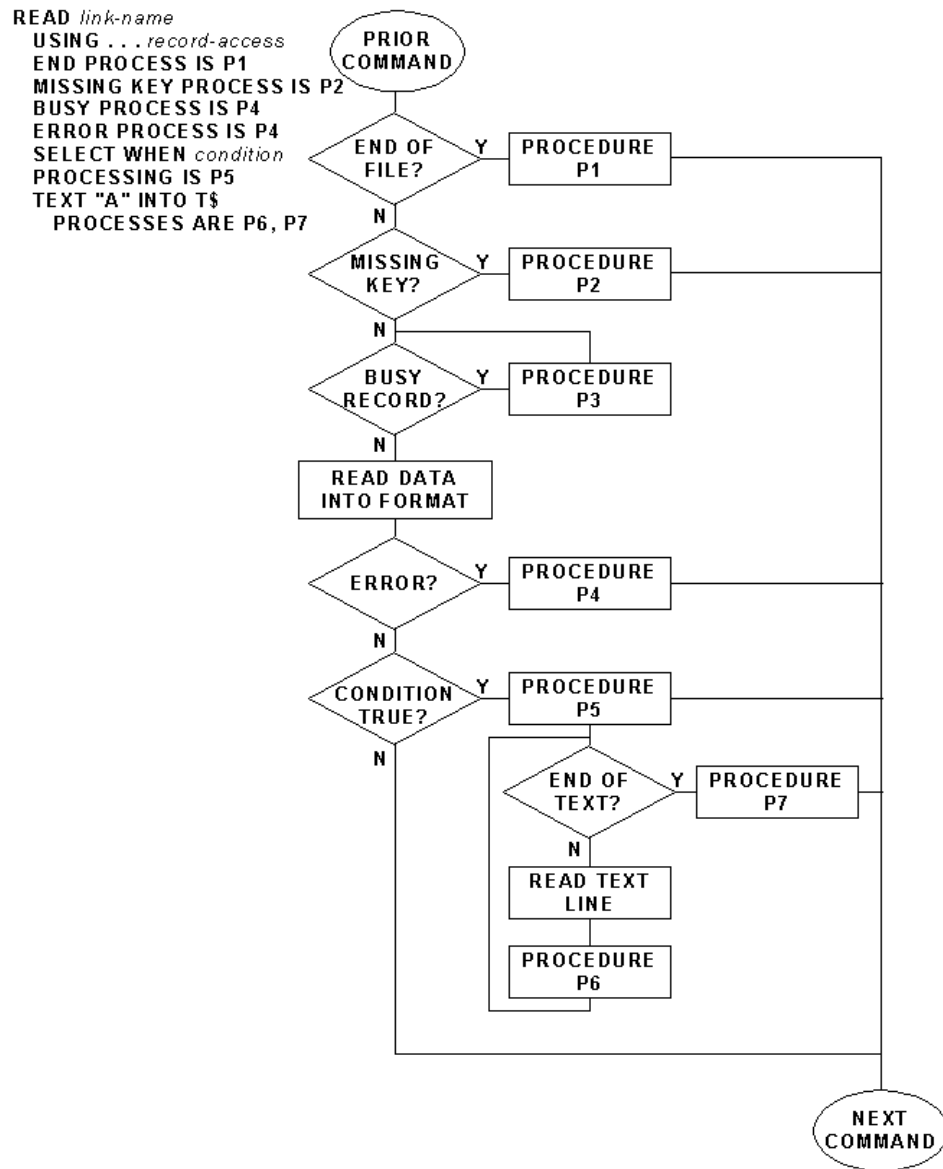 READ link-name
USING . . . record-access
END PROCESS IS P1
MISSING KEY PROCESS IS P2
BUSY PROCESS IS P4
ERROR PROCESS IS P4
SELECT WHEN condition
PROCESSING IS P5
TEXT "A" INTO T$
PROCESSES ARE P6, P7
PRIOR
COMMAND
END OF
FILE?
Y
PROCEDURE
P1
N
MISSING
KEY?
Y
PROCEDURE
P2
N
BUSY
RECORD?
Y
PROCEDURE
P3
N
READ DATA
INTO FORMAT
ERROR?
Y
PROCEDURE
P4
N
CONDITION
TRUE?
Y
PROCEDURE
P5
N
END OF
TEXT?
Y
PROCEDURE
P7
N
READ TEXT
LINE
PROCEDURE
P6
NEXT
COMMAND